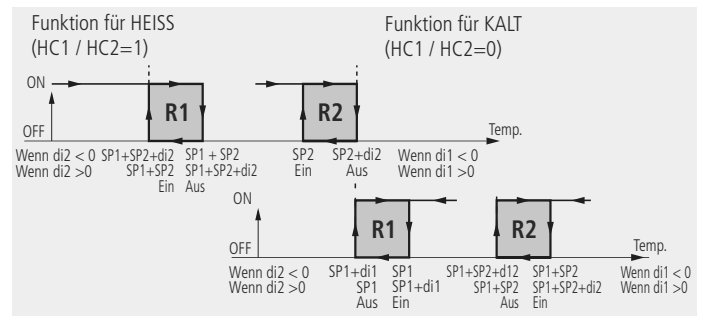 Funktion für HEISS
(HC1 / HC2=1)
Funktion für KALT
(HC1 / HC2=0)
ON
OFF
R1
R2
Temp.
Wenn di2 < 0 SP1+SP2+di2 SP1 + SP2
Wenn di2 >0 SP1+SP2 SP1+SP2+di2
Ein Aus
SP2 SP2+di2 Wenn di1 < 0
Ein Aus Wenn di1 >0
ON
OFF
R1
R2
Temp.
Wenn di2 < 0 SP1+di1 SP1 SP1+SP2+d12 SP1+SP2 Wenn di1 < 0
Wenn di2 >0 SP1 SP1+di1 SP1+SP2 SP1+SP2+di2 Wenn di1 >0
Aus Ein Aus Ein